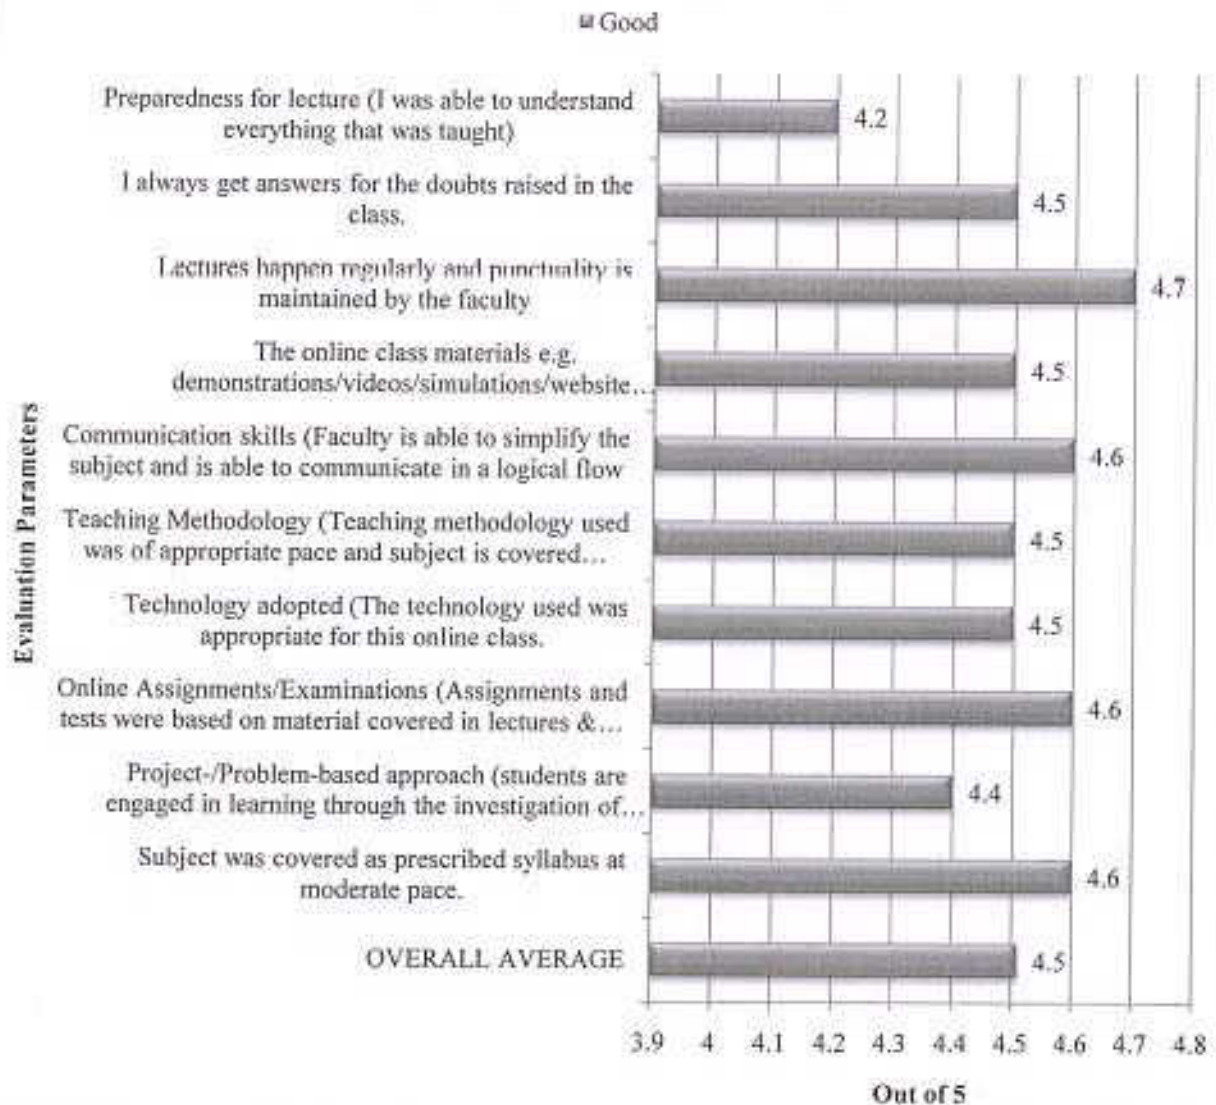 Good
Preparedness for lecture (I was able to understand
everything that was taught)
4.2
I always get answers for the doubts raised in the
class.
4.5
Lectures happen regularly and punctuality is
maintained by the faculty
4.7
The online class materials e.g.
demonstrations/videos/simulations/website...
4.5
Communication skills (Faculty is able to simplify the
subject and is able to communicate in a logical flow
4.6
Teaching Methodology (Teaching methodology used
was of appropriate pace and subject is covered...
4.5
Technology adopted (The technology used was
appropriate for this online class.
4.5
Online Assignments/Examinations (Assignments and
tests were based on material covered in lectures &...
4.6
Project-/Problem-based approach (students are
engaged in learning through the investigation of...
4.4
Subject was covered as prescribed syllabus at
moderate pace.
4.6
OVERALL AVERAGE
4.5
Evaluation Parameters
3.9 4 4.1 4.2 4.3 4.4 4.5 4.6 4.7 4.8
Out of 5